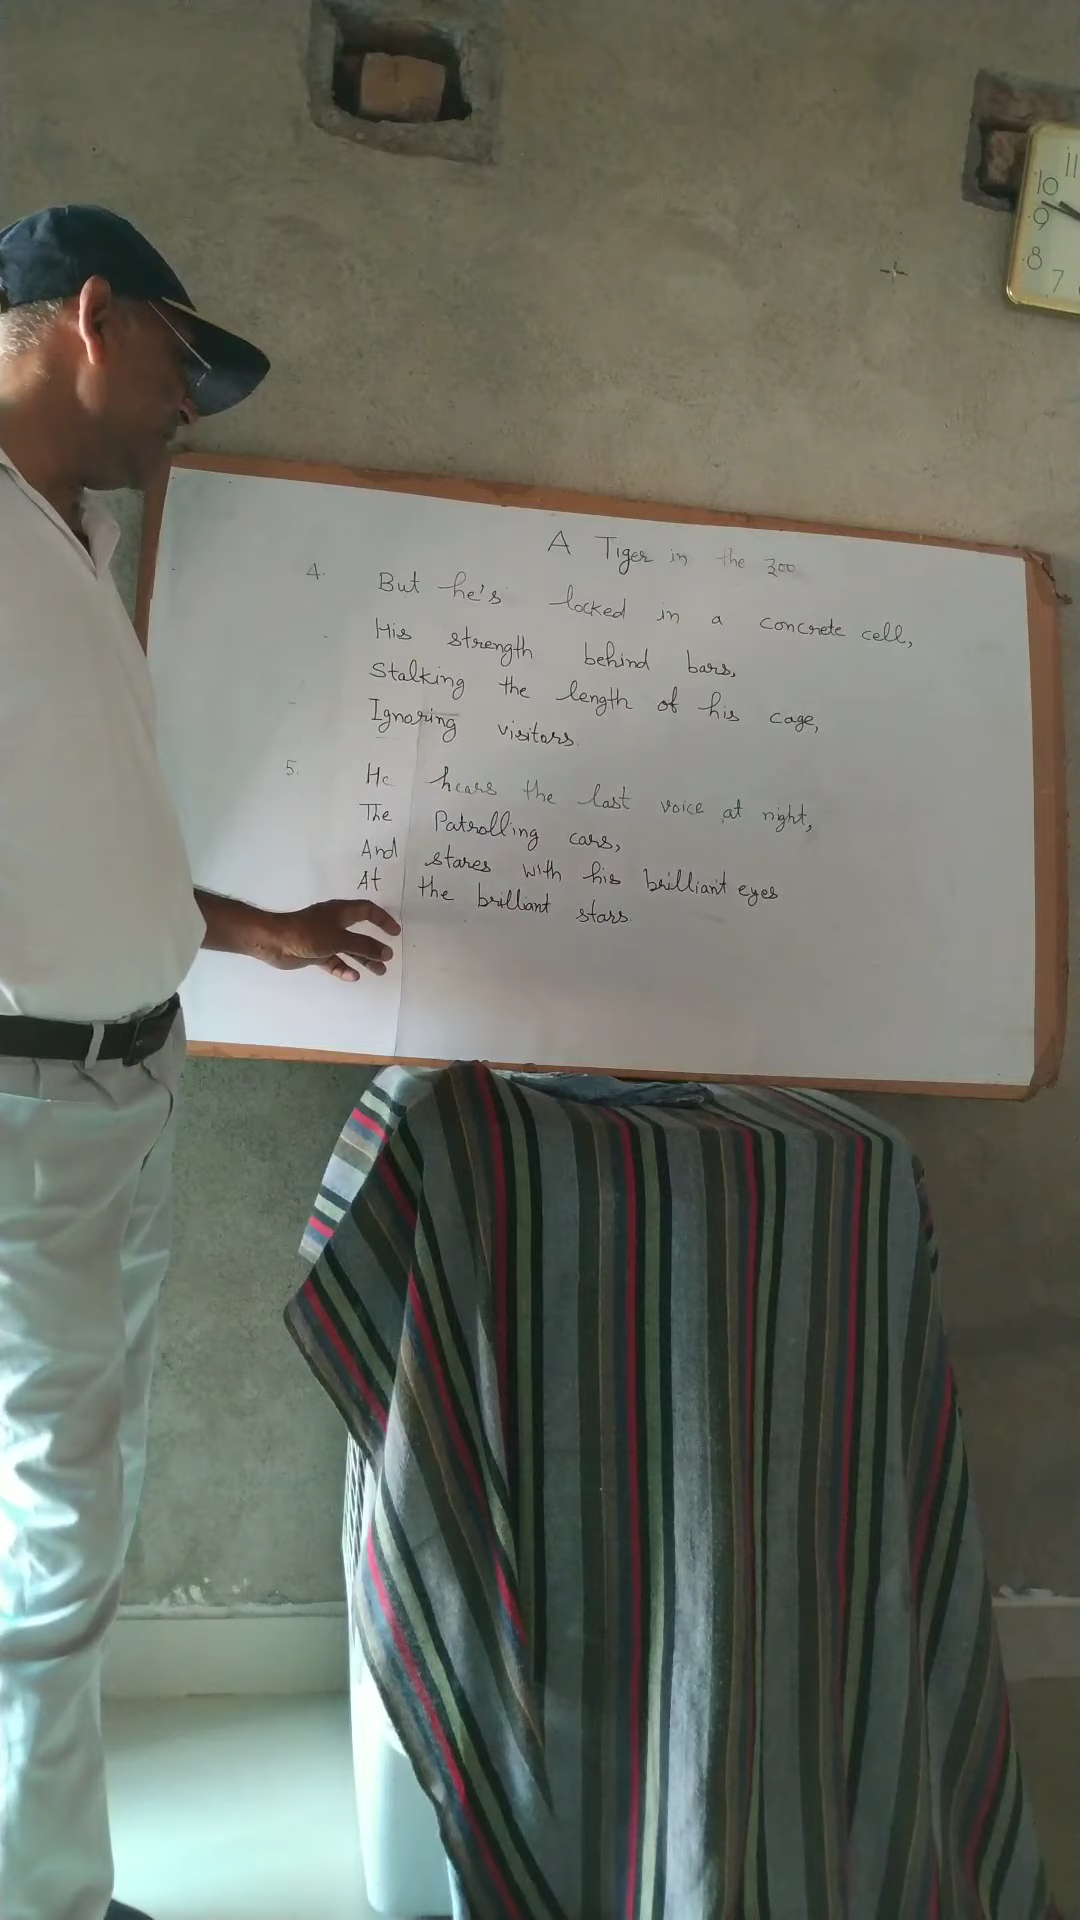 A Tiger in the zoo
4. But he's locked in a concrete cell,
His strength behind bars,
Stalking the length of his cage,
Ignoring visitors.
5. He hears the last voice at night,
The Patrolling cars,
And stares with his brilliant eyes
At the brilliant stars.
11
10
9
8
7